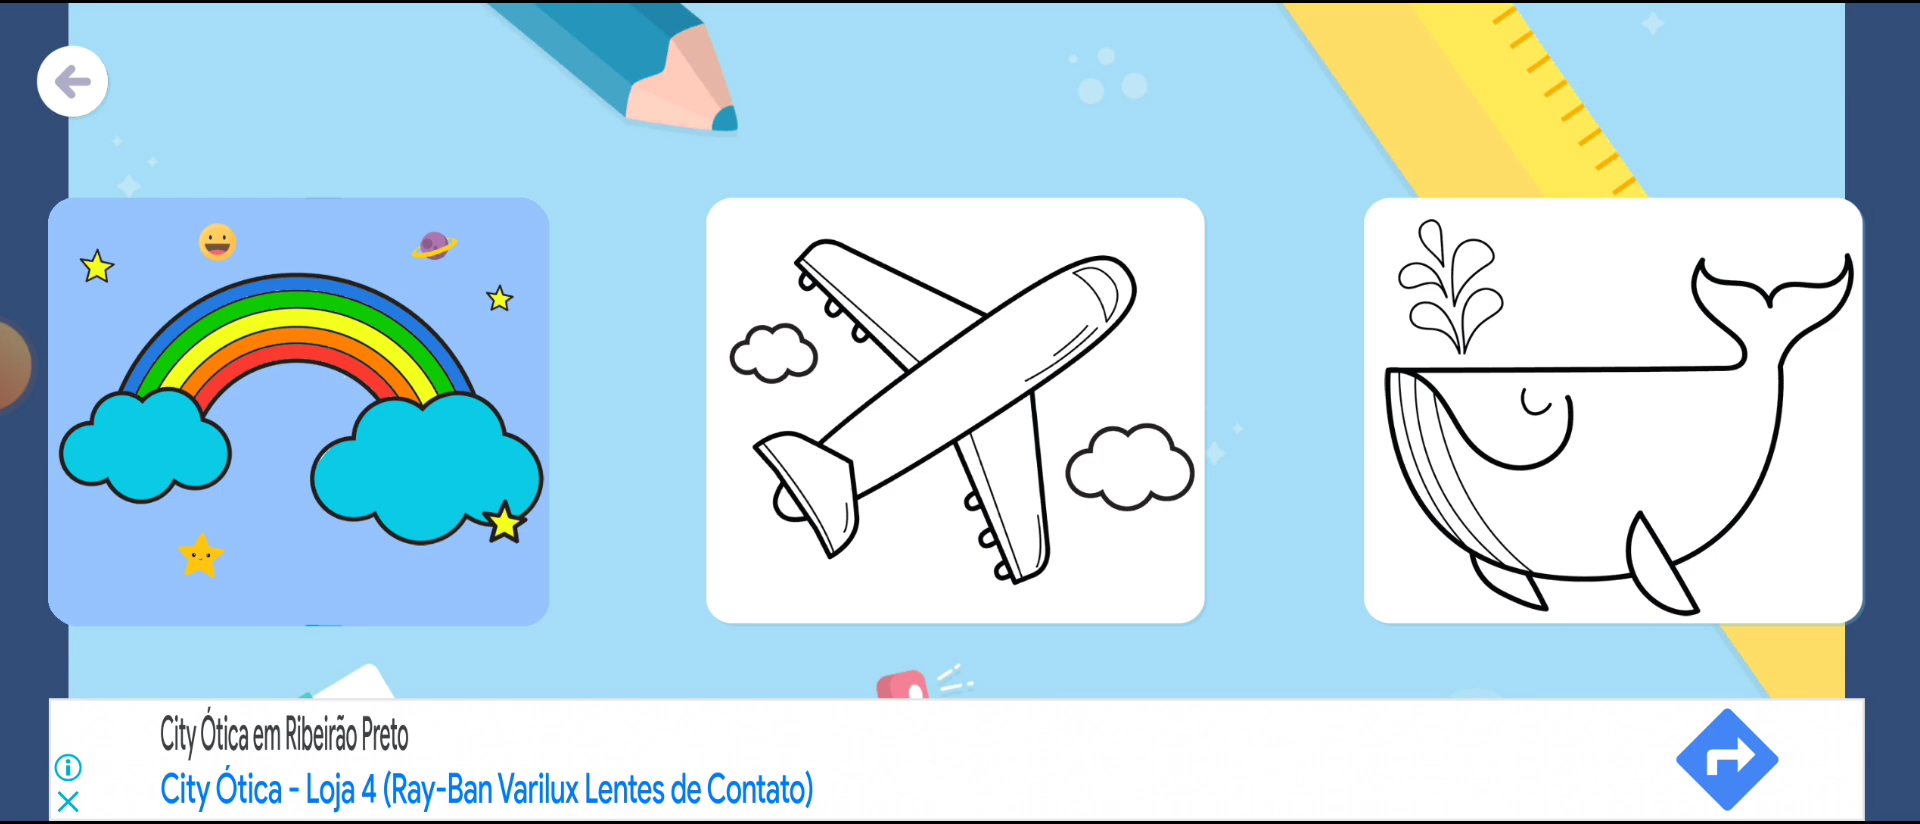 City Ótica em Ribeirão Preto
City Ótica - Loja 4 (Ray-Ban Varilux Lentes de Contato)